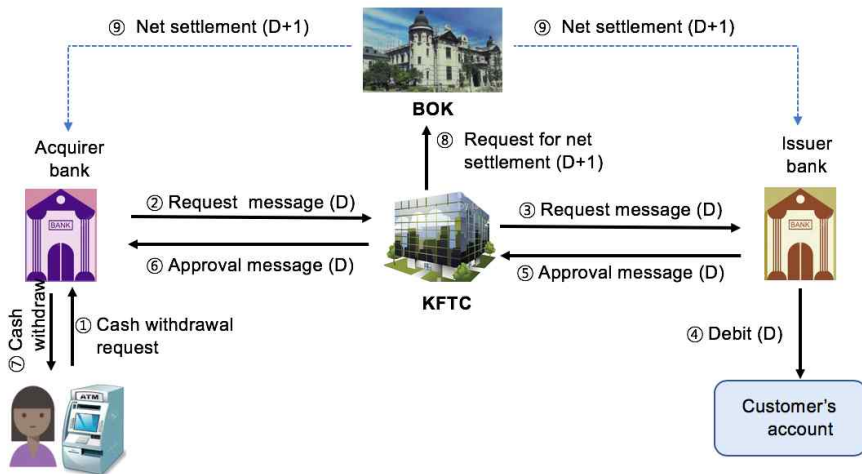 ⑨ Net settlement (D+1)
⑨ Net settlement (D+1)
BOK
Acquirer
bank
⑧ Request for net
settlement (D+1)
Issuer
bank
BANK
② Request message (D)
③ Request message (D)
BANK
⑥ Approval message (D)
⑤ Approval message (D)
KFTC
⑦ Cash
withdraw
① Cash withdrawal
request
④ Debit (D)
ATM
Customer's
account